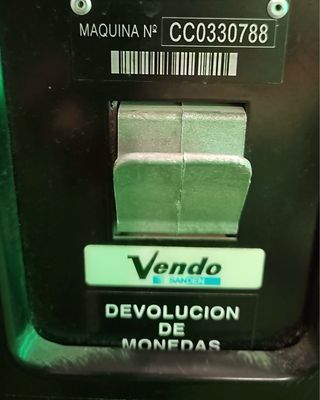 MAQUINA Nº CC0330788
Vendo
SANDEN
DEVOLUCION
DE
MONEDAS